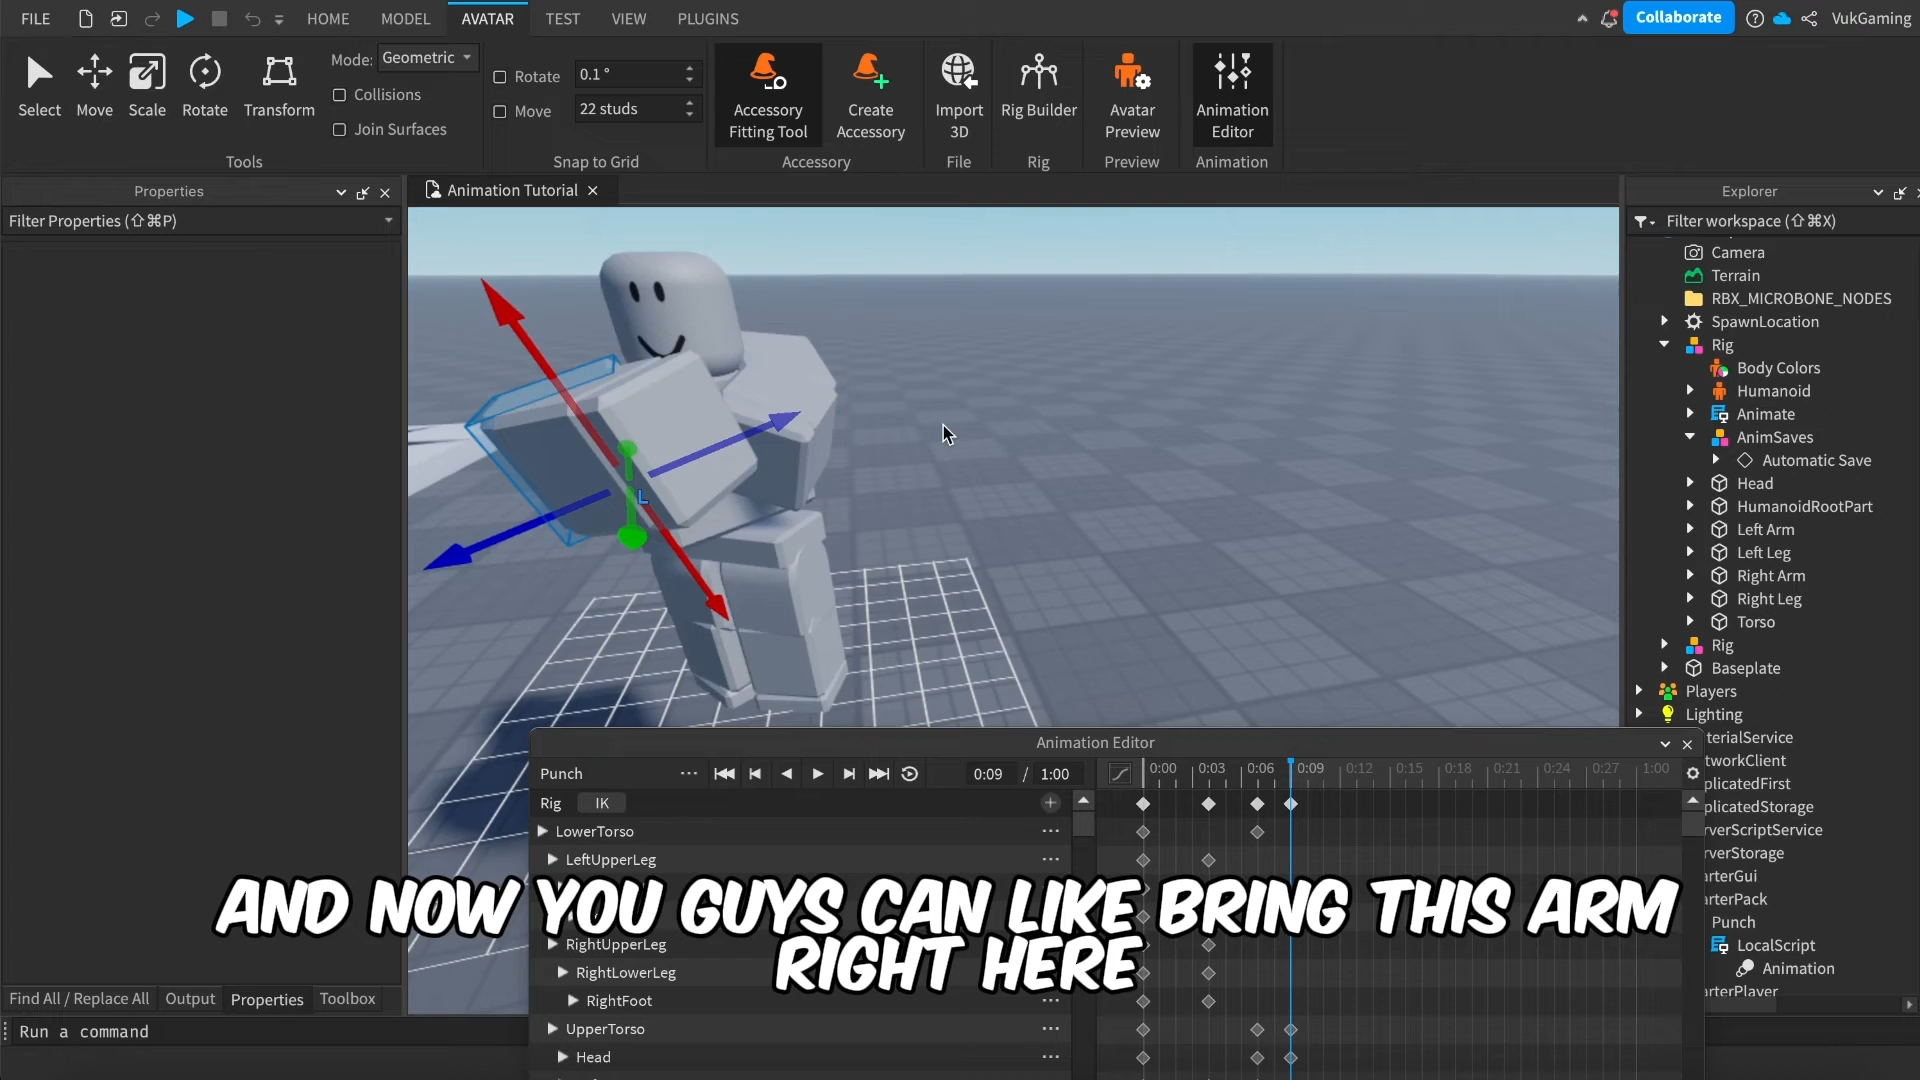 FILE HOME MODEL AVATAR TEST VIEW PLUGINS Collaborate VukGaming
Select Move Scale Rotate Transform
Mode: Geometric
Collisions
Join Surfaces
Tools
Rotate 0.1 °
Move 22 studs
Snap to Grid
Accessory Fitting Tool
Create Accessory
Accessory
Import 3D
File
Rig Builder
Rig
Avatar Preview
Preview
Animation Editor
Animation
Properties
Filter Properties (⇧⌘P)
Animation Tutorial
Explorer
Filter workspace (⇧⌘X)
Camera
Terrain
RBX_MICROBONE_NODES
SpawnLocation
Rig
Body Colors
Humanoid
Animate
AnimSaves
Automatic Save
Head
HumanoidRootPart
Left Arm
Left Leg
Right Arm
Right Leg
Torso
Rig
Baseplate
Players
Lighting
terialService
tworkClient
plicatedFirst
plicatedStorage
rverScriptService
rverStorage
arterGui
arterPack
Punch
LocalScript
Animation
arterPlayer
L
Animation Editor
Punch 0:09 / 1:00
0:00 0:03 0:06 0:09 0:12 0:15 0:18 0:21 0:24 0:27 1:00
Rig IK
LowerTorso
LeftUpperLeg
AND NOW YOU GUYS CAN LIKE BRING THIS ARM
RIGHT HERE
RightUpperLeg
RightLowerLeg
RightFoot
UpperTorso
Head
Find All / Replace All Output Properties Toolbox
Run a command